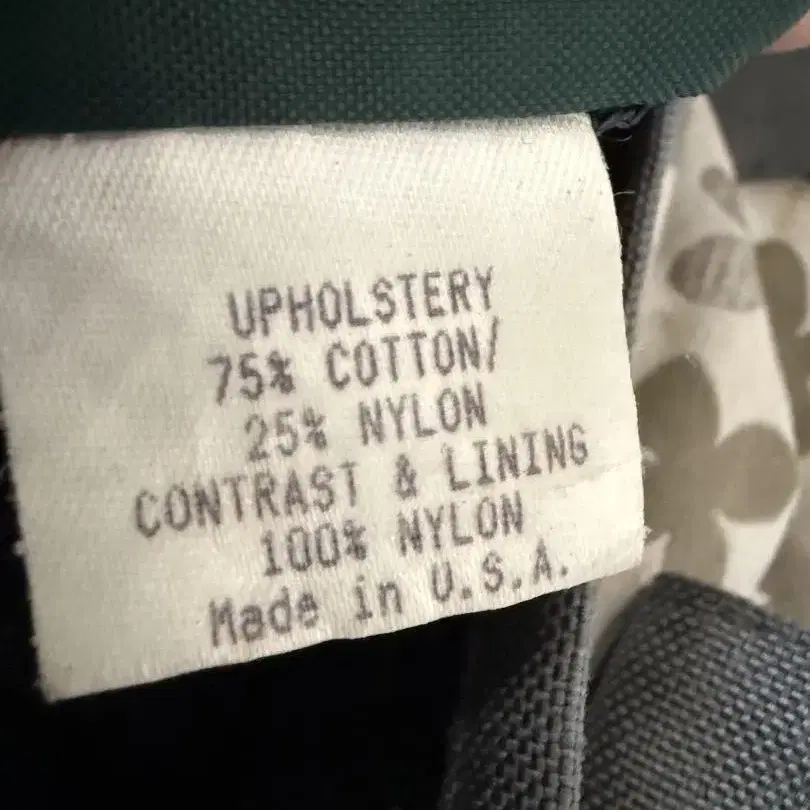 UPHOLSTERY
75% COTTON/
25% NYLON
CONTRAST & LINING
100% NYLON
Made in U.S.A.